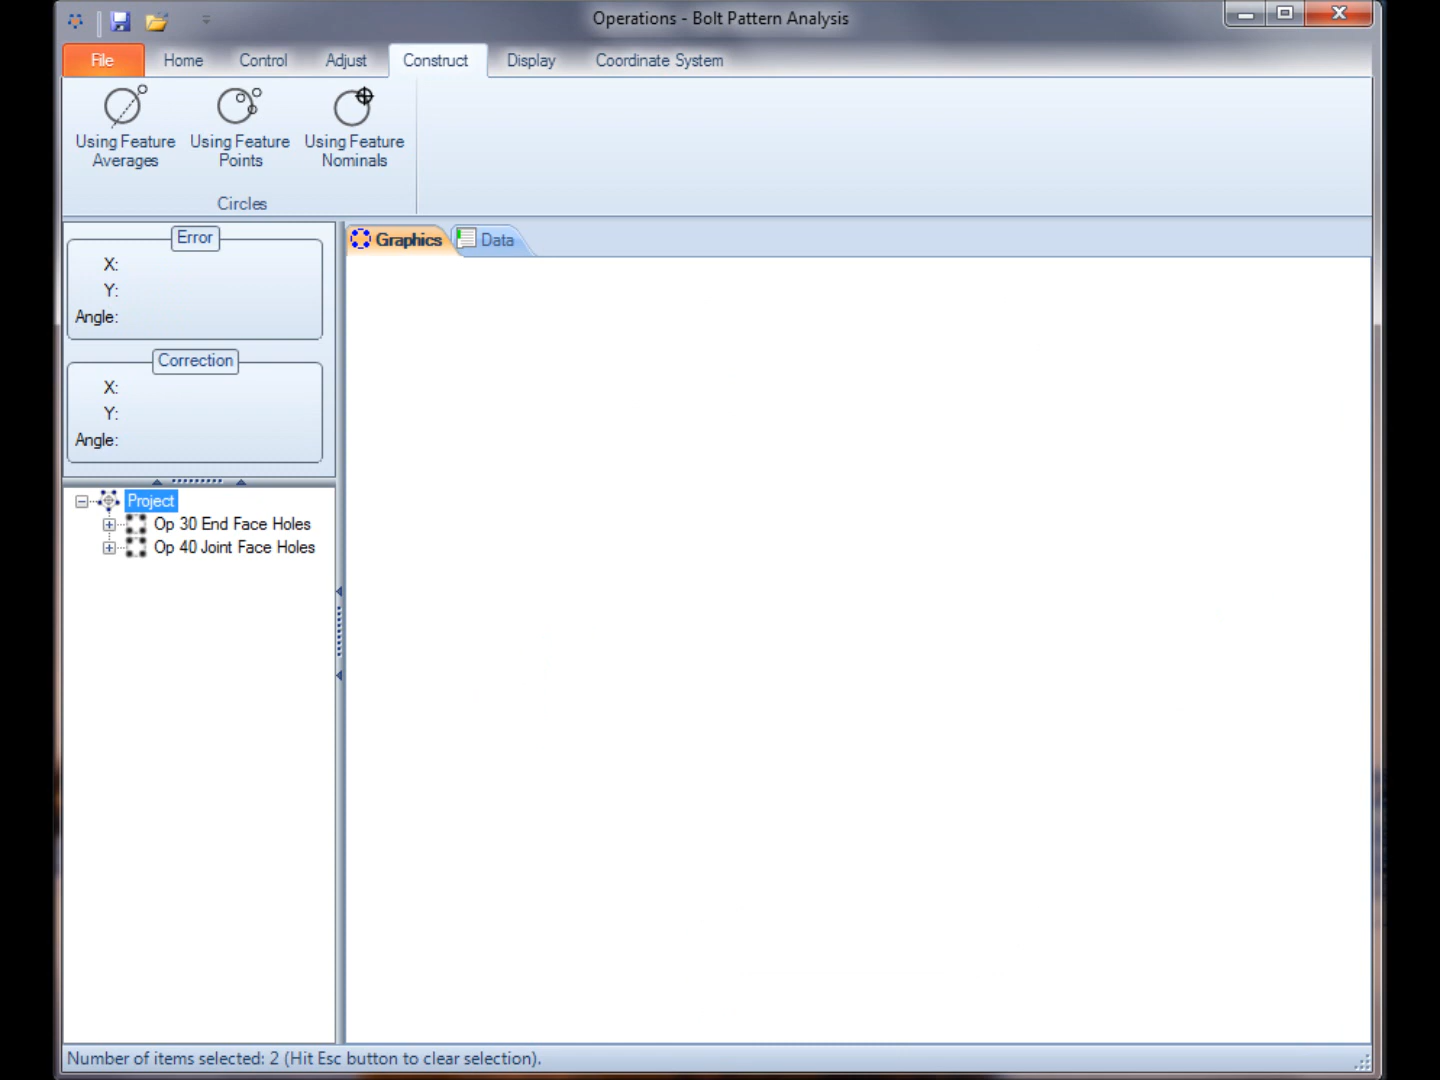 Operations - Bolt Pattern Analysis
File Home Control Adjust Construct Display Coordinate System
Using Feature Averages
Using Feature Points
Using Feature Nominals
Circles
Error
X:
Y:
Angle:
Correction
X:
Y:
Angle:
Graphics Data
Project
Op 30 End Face Holes
Op 40 Joint Face Holes
Number of items selected: 2 (Hit Esc button to clear selection).